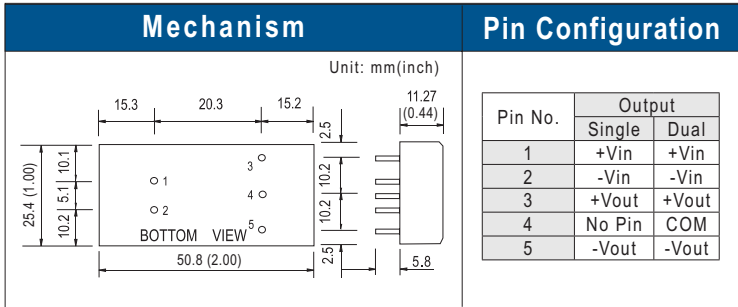 Mechanism
Pin Configuration
Unit: mm(inch)
15.3
20.3
15.2
11.27
(0.44)
2.5
10.2
10.2
2.5
25.4 (1.00)
10.1
5.1
10.2
1
2
3
4
5
BOTTOM VIEW
50.8 (2.00)
5.8
Pin No. Output
Single Dual
1 +Vin +Vin
2 -Vin -Vin
3 +Vout +Vout
4 No Pin COM
5 -Vout -Vout